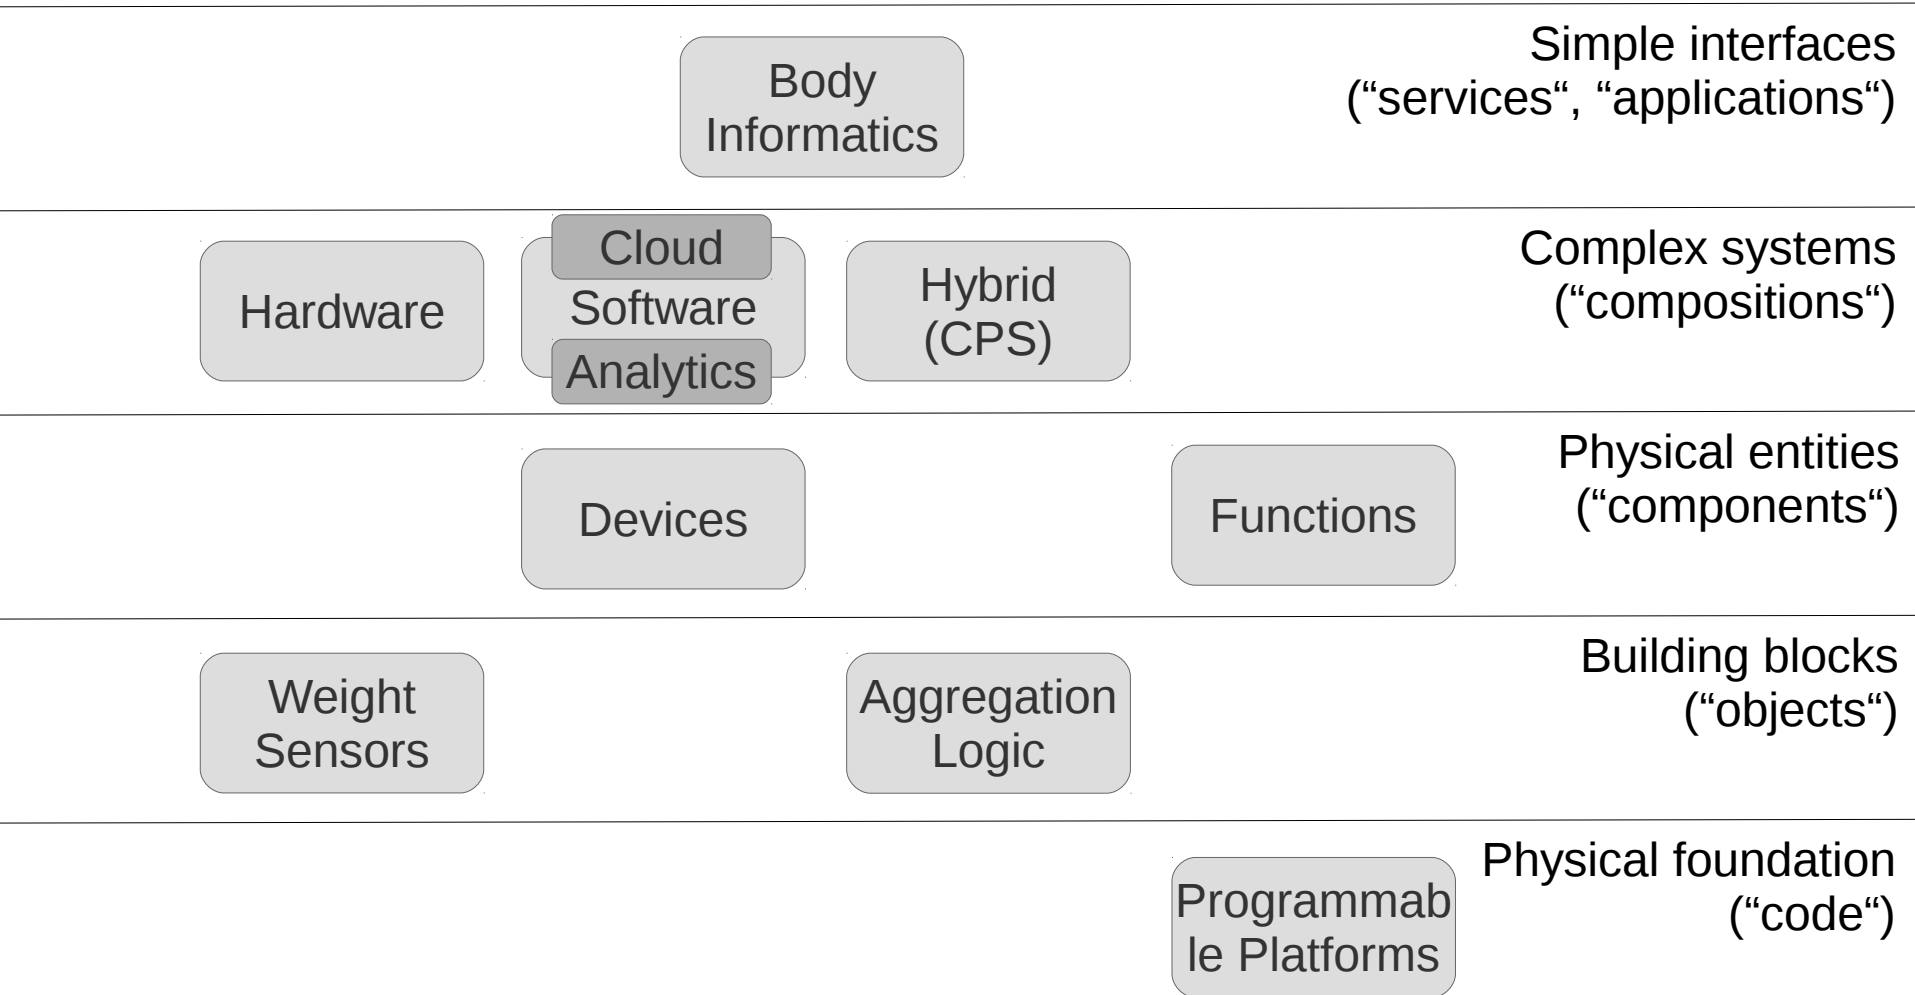 Body
Informatics
Simple interfaces
(“services“, “applications“)
Hardware
Cloud
Software
Analytics
Hybrid
(CPS)
Complex systems
(“compositions“)
Devices
Functions
Physical entities
(“components“)
Weight
Sensors
Aggregation
Logic
Building blocks
(“objects“)
Programmab
le Platforms
Physical foundation
(“code“)